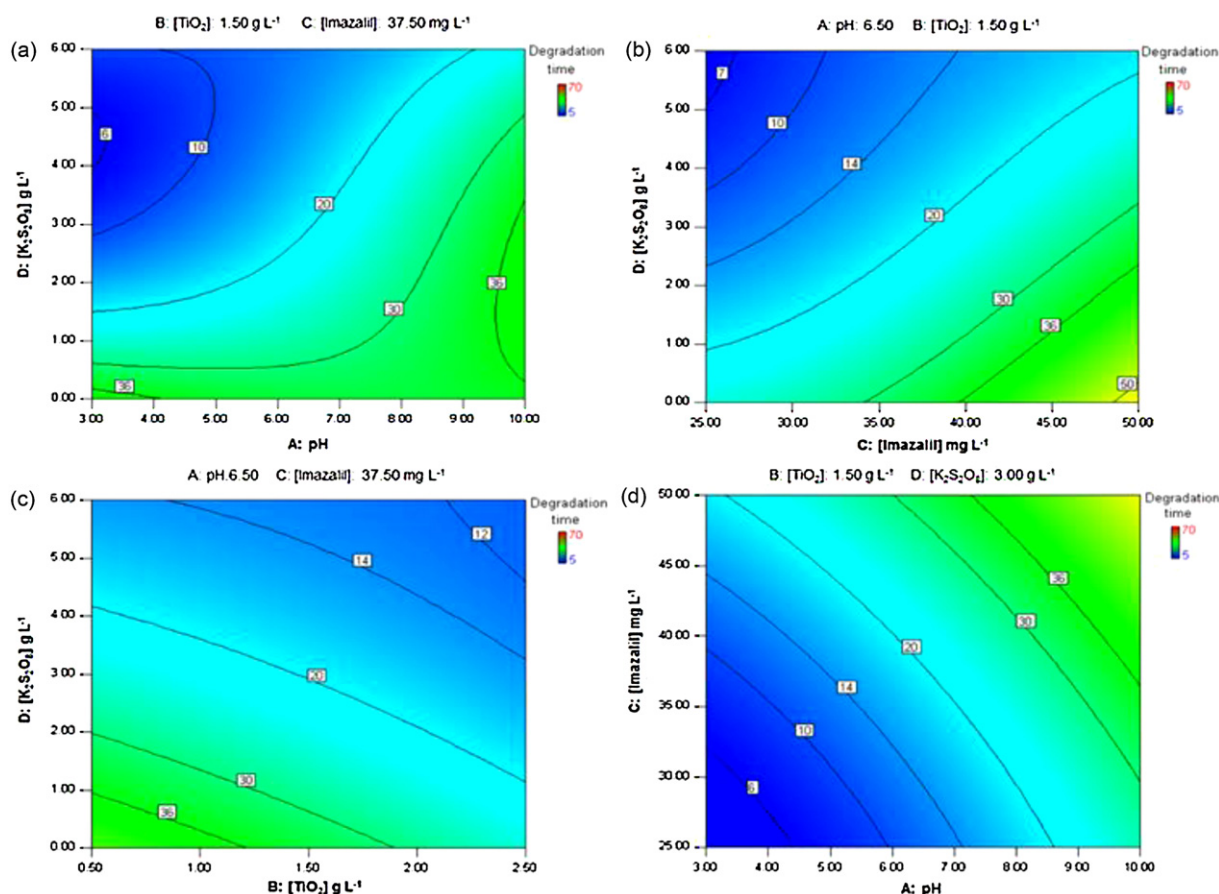 B: [TiO₂]: 1.50 g L⁻¹ C: [Imazalil]: 37.50 mg L⁻¹
(a)
Degradation
time
70
5
6.00
5.00
4.00
3.00
2.00
1.00
0.00
D: [K₂S₂O₈] g L⁻¹
6
10
20
30
36
36
3.00 4.00 5.00 6.00 7.00 8.00 9.00 10.00
A: pH
A: pH: 6.50 B: [TiO₂]: 1.50 g L⁻¹
(b)
Degradation
time
70
5
6.00
5.00
4.00
3.00
2.00
1.00
0.00
D: [K₂S₂O₈] g L⁻¹
7
10
14
20
30
36
50
25.00 30.00 35.00 40.00 45.00 50.00
C: [Imazalil] mg L⁻¹
A: pH.6.50 C: [Imazalil]: 37.50 mg L⁻¹
(c)
Degradation
time
70
5
6.00
5.00
4.00
3.00
2.00
1.00
0.00
D: [K₂S₂O₈] g L⁻¹
12
14
20
30
36
0.50 1.00 1.50 2.00 2.50
B: [TiO₂] g L⁻¹
B: [TiO₂]: 1.50 g L⁻¹ D: [K₂S₂O₈]: 3.00 g L⁻¹
(d)
Degradation
time
70
5
50.00
45.00
40.00
35.00
30.00
25.00
C: [Imazalil] mg L⁻¹
36
30
20
14
10
6
3.00 4.00 5.00 6.00 7.00 8.00 9.00 10.00
A: pH